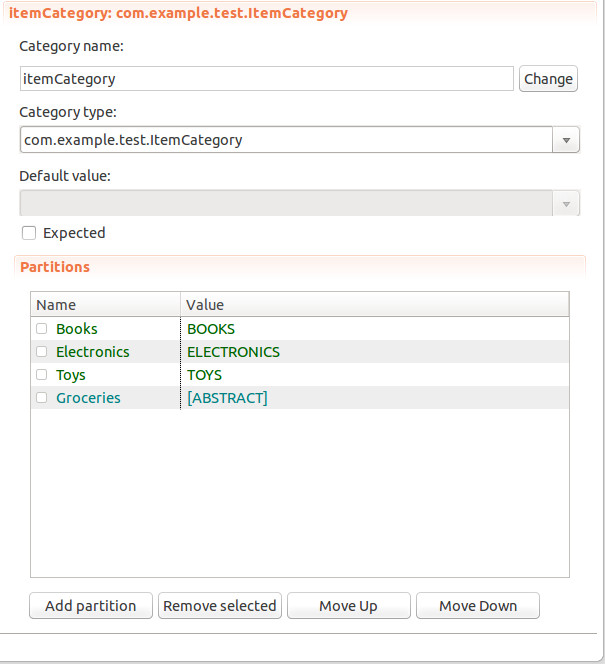 itemCategory: com.example.test.ItemCategory
Category name:
itemCategory Change
Category type:
com.example.test.ItemCategory
Default value:
Expected
Partitions
Name Value
Books BOOKS
Electronics ELECTRONICS
Toys TOYS
Groceries [ABSTRACT]
Add partition Remove selected Move Up Move Down